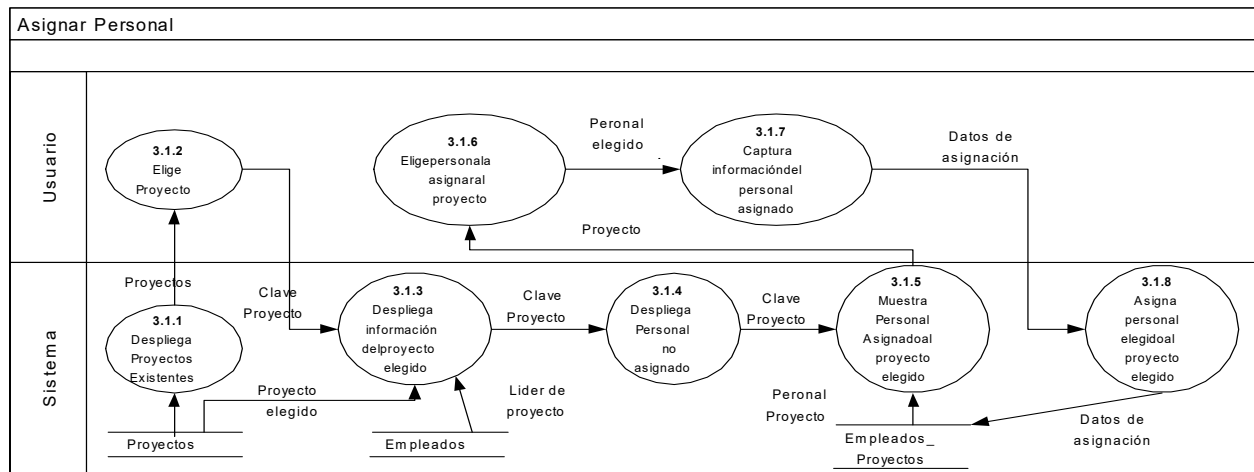 Asignar Personal
Usuario
3.1.2
Elige
Proyecto
3.1.6
Eligepersonala
asignaral
proyecto
Peronal
elegido
3.1.7
Captura
informacióndel
personal
asignado
Datos de
asignación
Proyecto
Sistema
Proyectos
3.1.1
Despliega
Proyectos
Existentes
Clave
Proyecto
3.1.3
Despliega
información
delproyecto
elegido
Clave
Proyecto
3.1.4
Despliega
Personal
no
asignado
Clave
Proyecto
3.1.5
Muestra
Personal
Asignadoal
proyecto
elegido
3.1.8
Asigna
personal
elegidoal
proyecto
elegido
Proyecto
elegido
Lider de
proyecto
Peronal
Proyecto
Proyectos
Empleados
Empleados_
Proyectos
Datos de
asignación